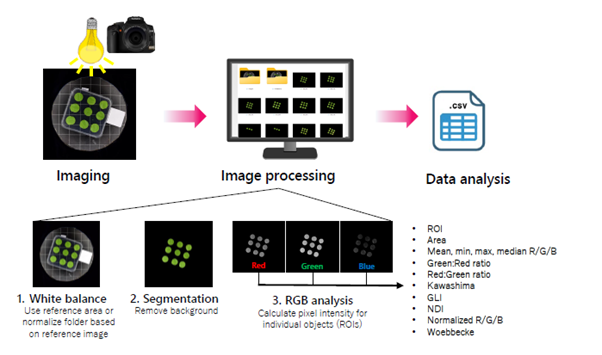 .csv
Imaging
Image processing
Data analysis
1. White balance
Use reference area or
normalize folder based
on reference image
2. Segmentation
Remove background
Red
Green
Blue
3. RGB analysis
Calculate pixel intensity for
individual objects (ROIs)
• ROI
• Area
• Mean, min, max, median R/G/B
• Green:Red ratio
• Red:Green ratio
• Kawashima
• GLI
• NDI
• Normalized R/G/B
• Woebbecke